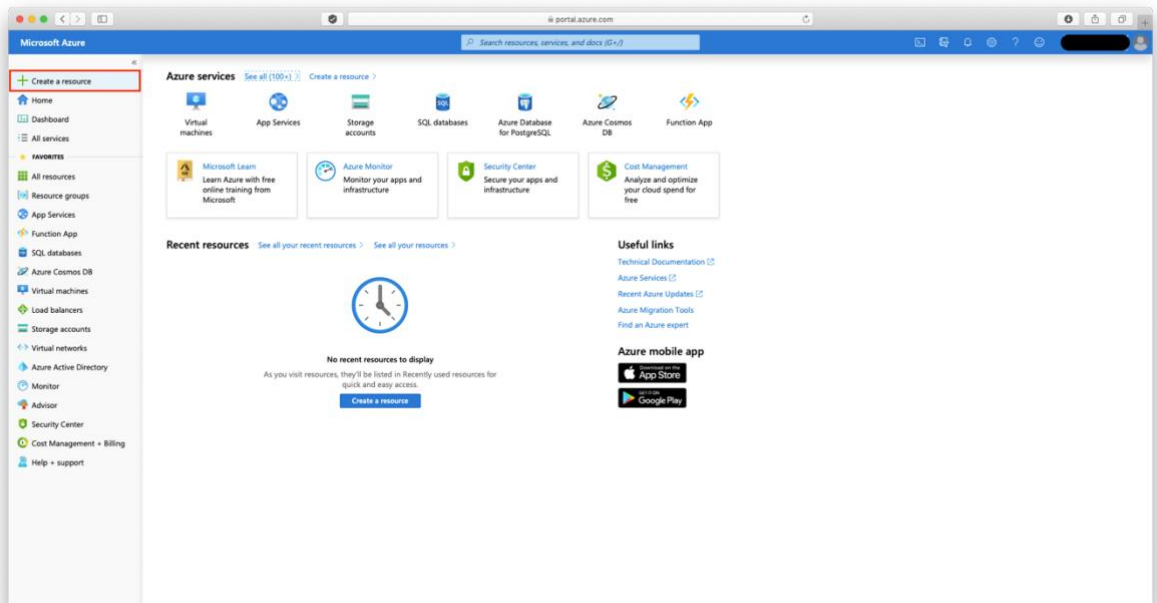 portal.azure.com
Microsoft Azure
Search resources, services, and docs (G+/)
Create a resource
Home
Dashboard
All services
FAVORITES
All resources
Resource groups
App Services
Function App
SQL databases
Azure Cosmos DB
Virtual machines
Load balancers
Storage accounts
Virtual networks
Azure Active Directory
Monitor
Advisor
Security Center
Cost Management + Billing
Help + support
Azure services See all (100+) Create a resource
Virtual
machines
App Services
Storage
accounts
SQL
SQL databases
Azure Database
for PostgreSQL
Azure Cosmos
DB
Function App
Microsoft Learn
Learn Azure with free
online training from
Microsoft
Azure Monitor
Monitor your apps and
infrastructure
Security Center
Secure your apps and
infrastructure
Cost Management
Analyze and optimize
your cloud spend for
free
Recent resources See all your recent resources See all your resources
No recent resources to display
As you visit resources, they'll be listed in Recently used resources for
quick and easy access.
Create a resource
Useful links
Technical Documentation
Azure Services
Recent Azure Updates
Azure Migration Tools
Find an Azure expert
Azure mobile app
Download on the
App Store
GET IT ON
Google Play